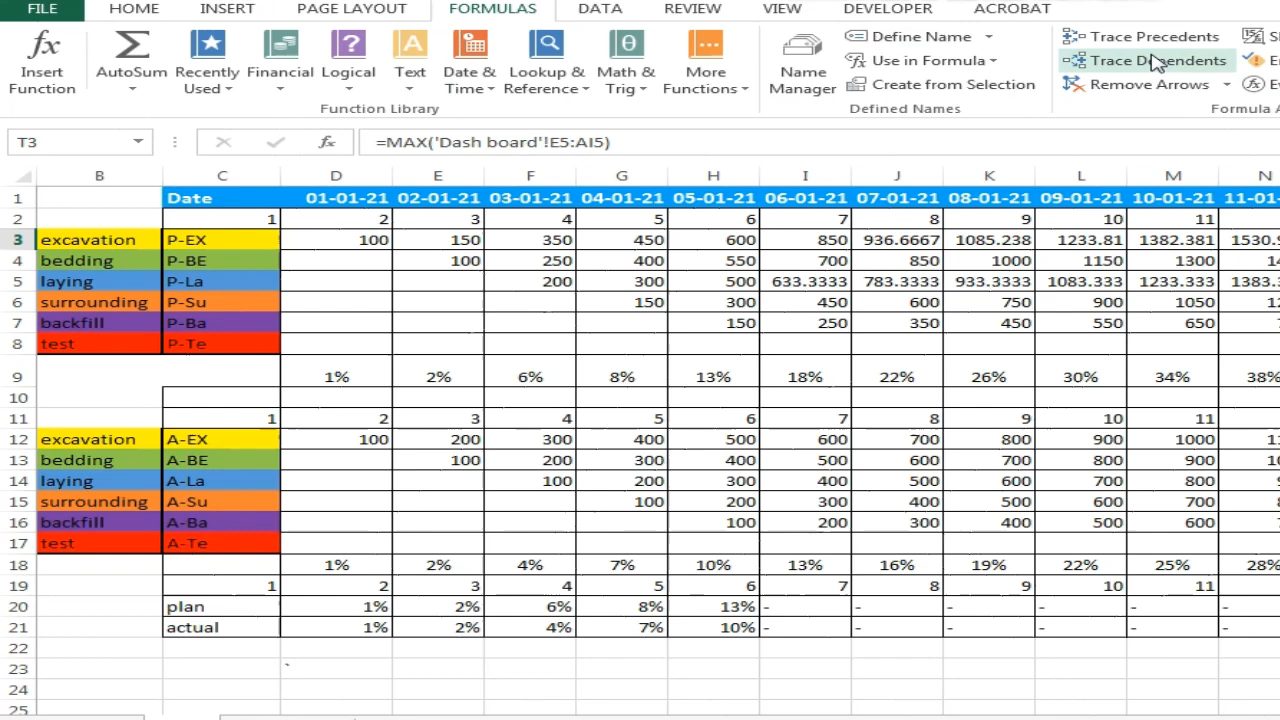 FILE HOME INSERT PAGE LAYOUT FORMULAS DATA REVIEW VIEW DEVELOPER ACROBAT
fx Σ ? A θ
Insert Function
AutoSum
Recently Used
Financial
Logical
Text
Date & Time
Lookup & Reference
Math & Trig
More Functions
Function Library
Name Manager
Define Name
Use in Formula
Create from Selection
Defined Names
Trace Precedents
Trace Dependents
Remove Arrows
Formula
T3 fx =MAX('Dash board'!E5:AI5)
B C D E F G H I J K L M N
1 Date 01-01-21 02-01-21 03-01-21 04-01-21 05-01-21 06-01-21 07-01-21 08-01-21 09-01-21 10-01-21 11-01
2 1 2 3 4 5 6 7 8 9 10 11
3 excavation P-EX 100 150 350 450 600 850 936.6667 1085.238 1233.81 1382.381 1530.9
4 bedding P-BE 100 250 400 550 700 850 1000 1150 1300
5 laying P-La 200 300 500 633.3333 783.3333 933.3333 1083.333 1233.333 1383.3
6 surrounding P-Su 150 300 450 600 750 900 1050
7 backfill P-Ba 150 250 350 450 550 650
8 test P-Te
9 1% 2% 6% 8% 13% 18% 22% 26% 30% 34% 38%
10
11 1 2 3 4 5 6 7 8 9 10 11
12 excavation A-EX 100 200 300 400 500 600 700 800 900 1000
13 bedding A-BE 100 200 300 400 500 600 700 800 900
14 laying A-La 100 200 300 400 500 600 700 800
15 surrounding A-Su 100 200 300 400 500 600 700
16 backfill A-Ba 100 200 300 400 500 600
17 test A-Te
18 1% 2% 4% 7% 10% 13% 16% 19% 22% 25% 28%
19 1 2 3 4 5 6 7 8 9 10 11
20 plan 1% 2% 6% 8% 13% - - - - - -
21 actual 1% 2% 4% 7% 10% - - - - - -
22
23 `
24
25